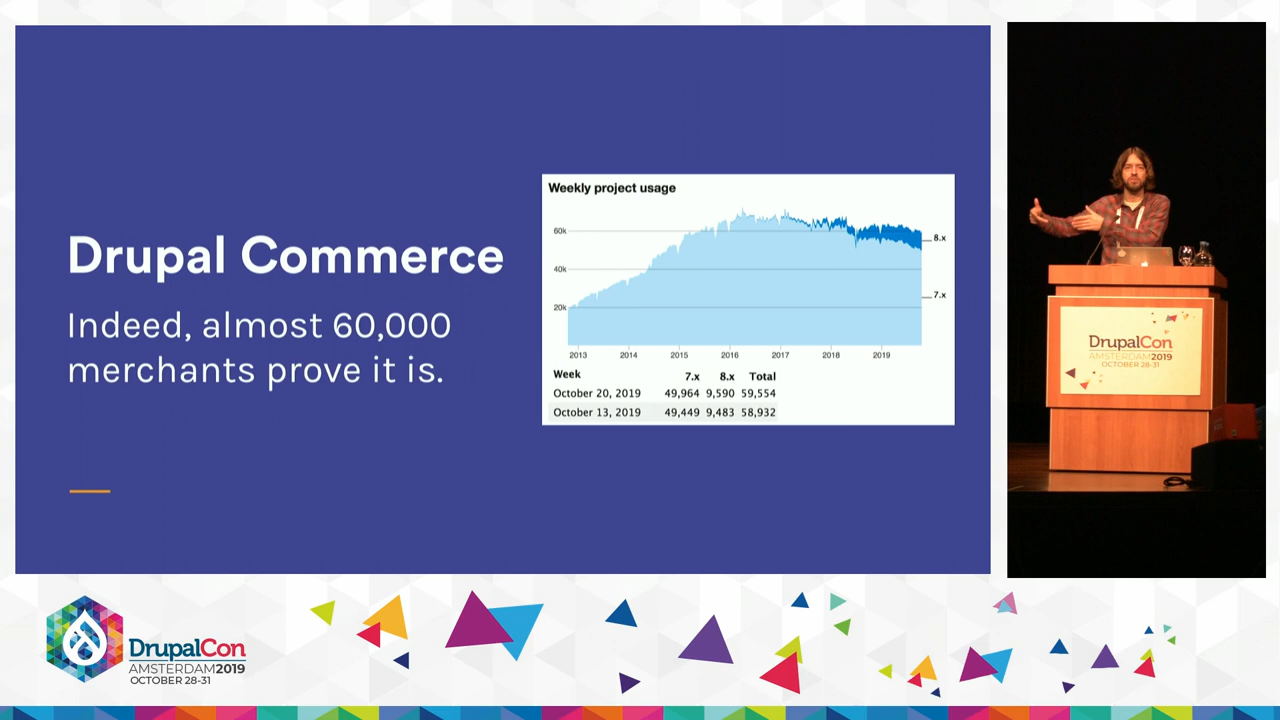 Drupal Commerce
Indeed, almost 60,000
merchants prove it is.
Weekly project usage
60k
40k
20k
8.x
7.x
2013 2014 2015 2016 2017 2018 2019
Week 7.x 8.x Total
October 20, 2019 49,964 9,590 59,554
October 13, 2019 49,449 9,483 58,932
DrupalCon
AMSTERDAM2019
OCTOBER 28-31
DrupalCon
AMSTERDAM2019
OCTOBER 28-31